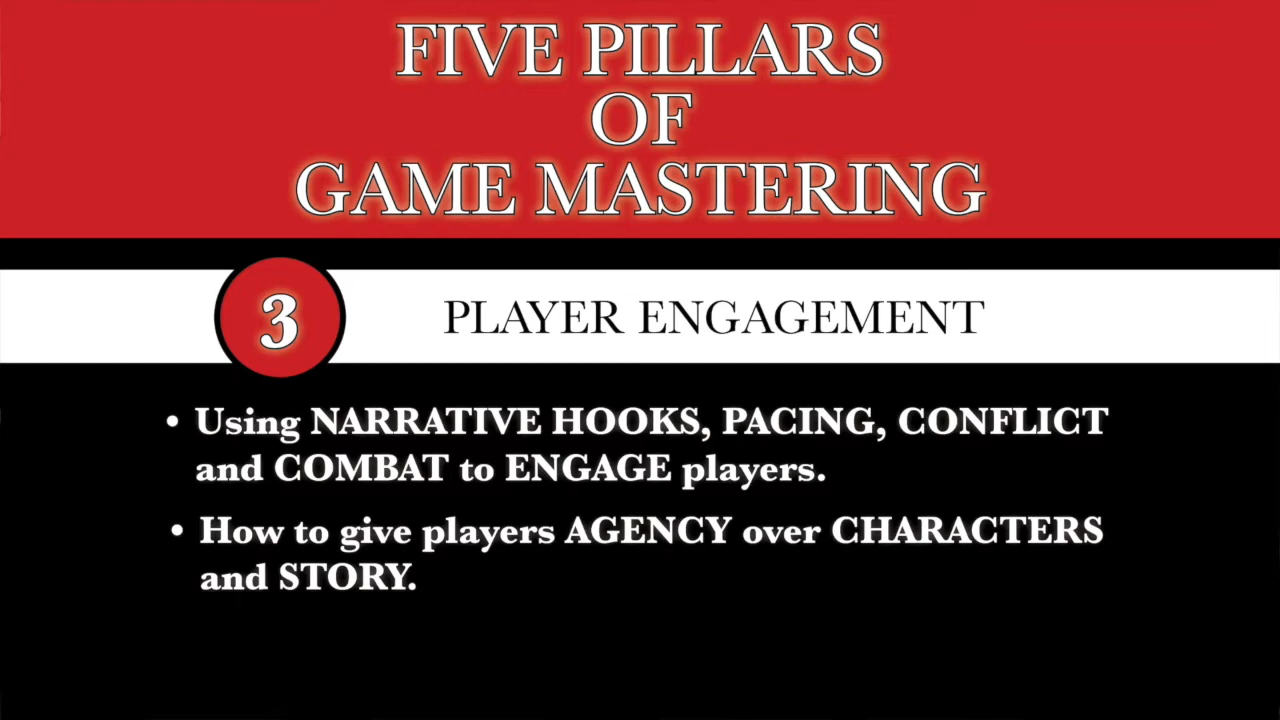 FIVE PILLARS
OF
GAME MASTERING
3
PLAYER ENGAGEMENT
• Using NARRATIVE HOOKS, PACING, CONFLICT
and COMBAT to ENGAGE players.
• How to give players AGENCY over CHARACTERS
and STORY.